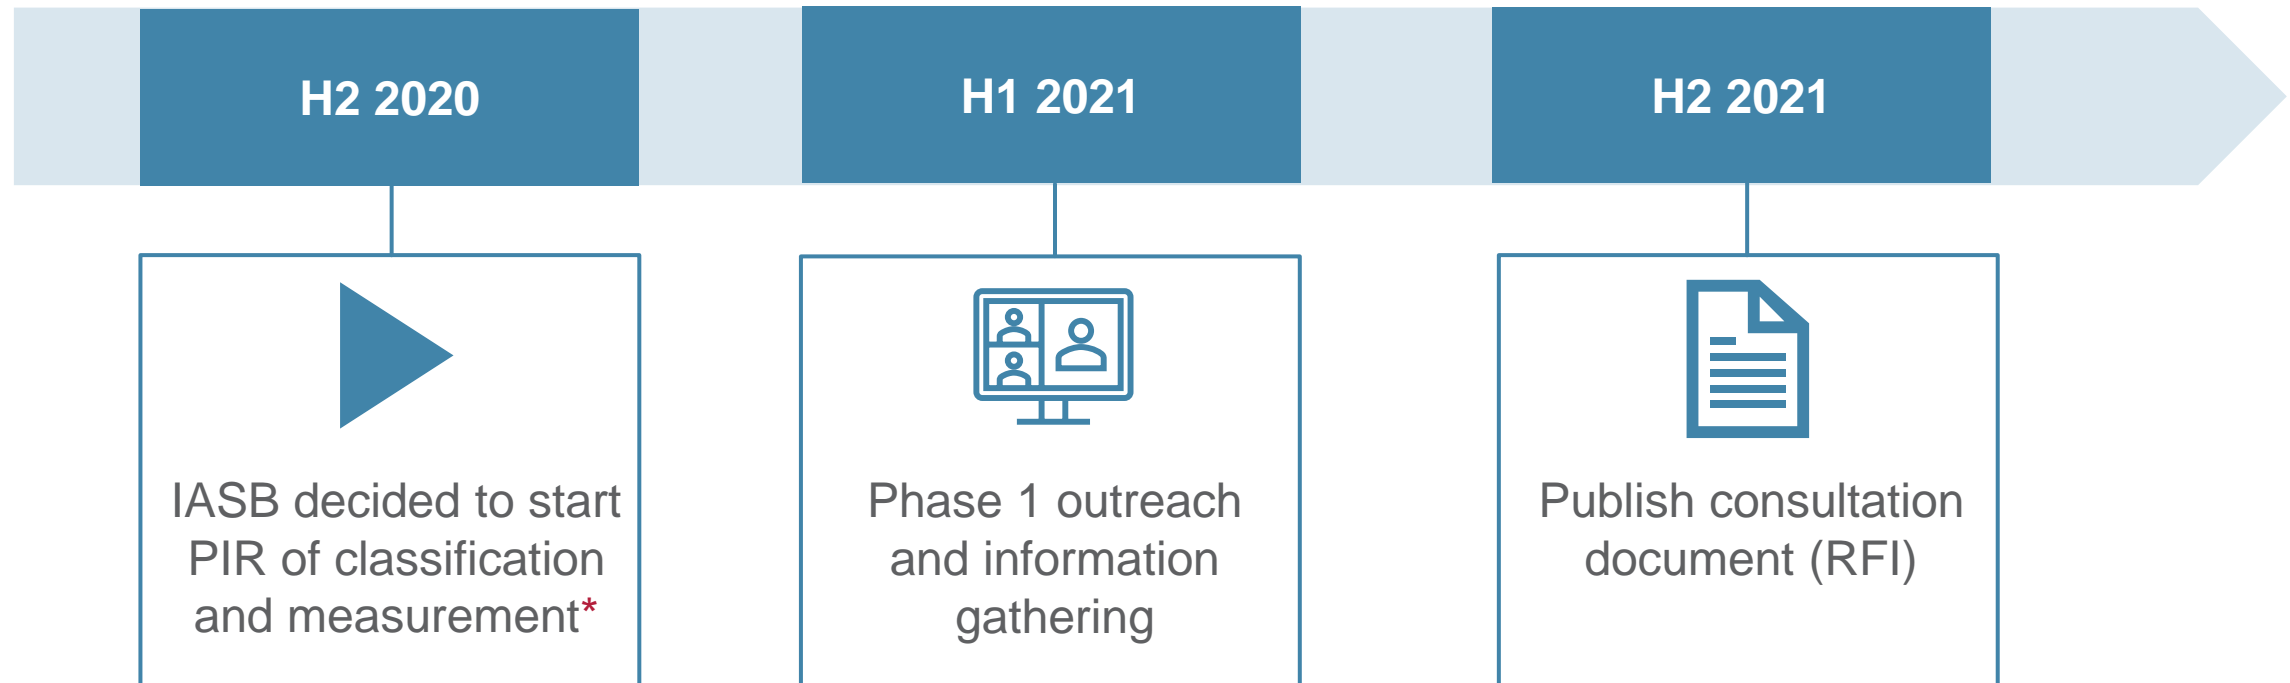 H2 2020
H1 2021
H2 2021
IASB decided to start
PIR of classification
and measurement*
Phase 1 outreach
and information
gathering
Publish consultation
document (RFI)